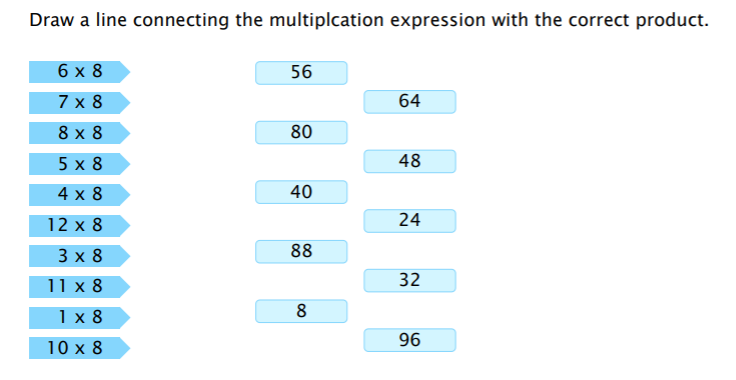 Draw a line connecting the multiplcation expression with the correct product.
6 x 8
56
7 x 8
64
8 x 8
80
5 x 8
48
4 x 8
40
12 x 8
24
3 x 8
88
11 x 8
32
1 x 8
8
10 x 8
96